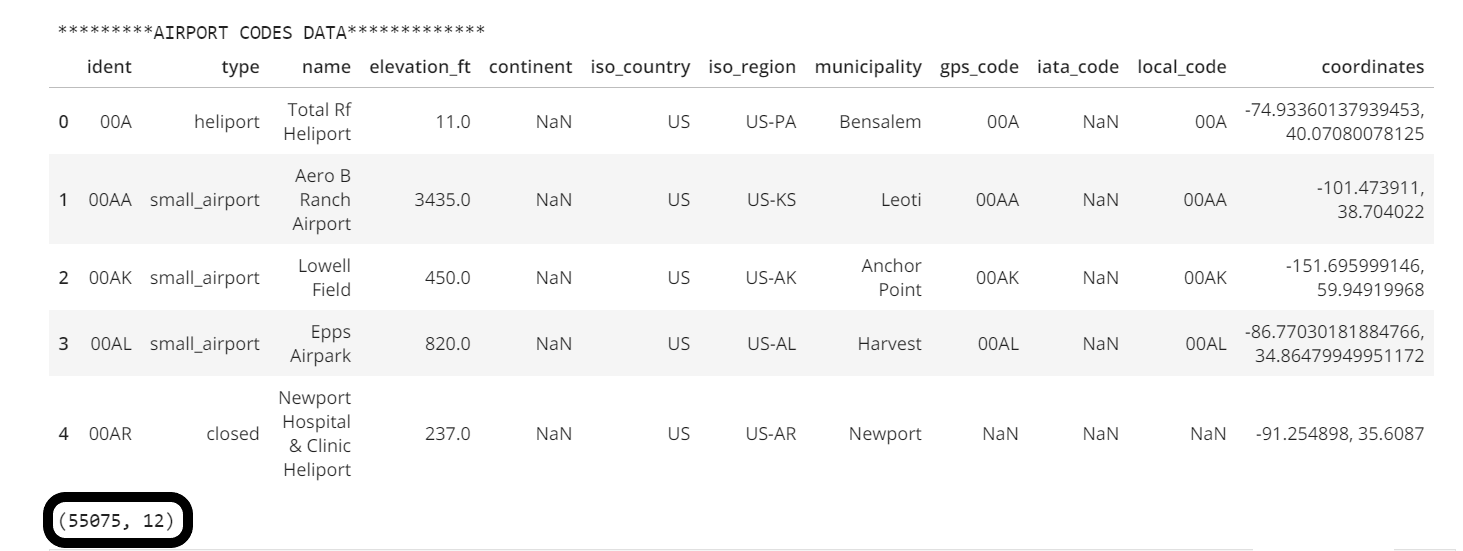 *********AIRPORT CODES DATA*************
ident type name elevation_ft continent iso_country iso_region municipality gps_code iata_code local_code coordinates
0 00A heliport Total Rf Heliport 11.0 NaN US US-PA Bensalem 00A NaN 00A -74.93360137939453, 40.07080078125
1 00AA small_airport Aero B Ranch Airport 3435.0 NaN US US-KS Leoti 00AA NaN 00AA -101.473911, 38.704022
2 00AK small_airport Lowell Field 450.0 NaN US US-AK Anchor Point 00AK NaN 00AK -151.695999146, 59.94919968
3 00AL small_airport Epps Airpark 820.0 NaN US US-AL Harvest 00AL NaN 00AL -86.77030181884766, 34.86479949951172
4 00AR closed Newport Hospital & Clinic Heliport 237.0 NaN US US-AR Newport NaN NaN NaN -91.254898, 35.6087
(55075, 12)